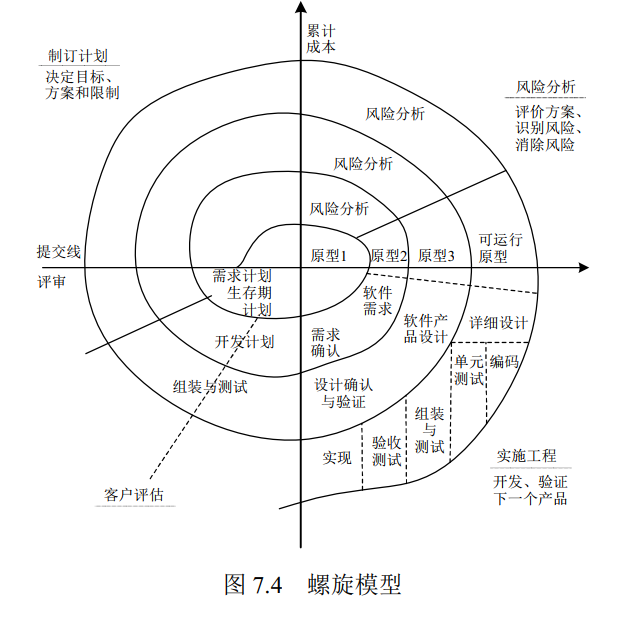 累计
成本
制订计划
决定目标、
方案和限制
风险分析
评价方案、
识别风险、
消除风险
风险分析
风险分析
风险分析
提交线
评审
原型1
原型2
原型3
可运行
原型
需求计划
生存期
计划
软件
需求
开发计划
需求
确认
软件产
品设计
详细设计
组装与测试
设计确认
与验证
单元
测试
编码
组装
与
测试
实现
验收
测试
客户评估
实施工程
开发、验证
下一个产品
图 7.4 螺旋模型